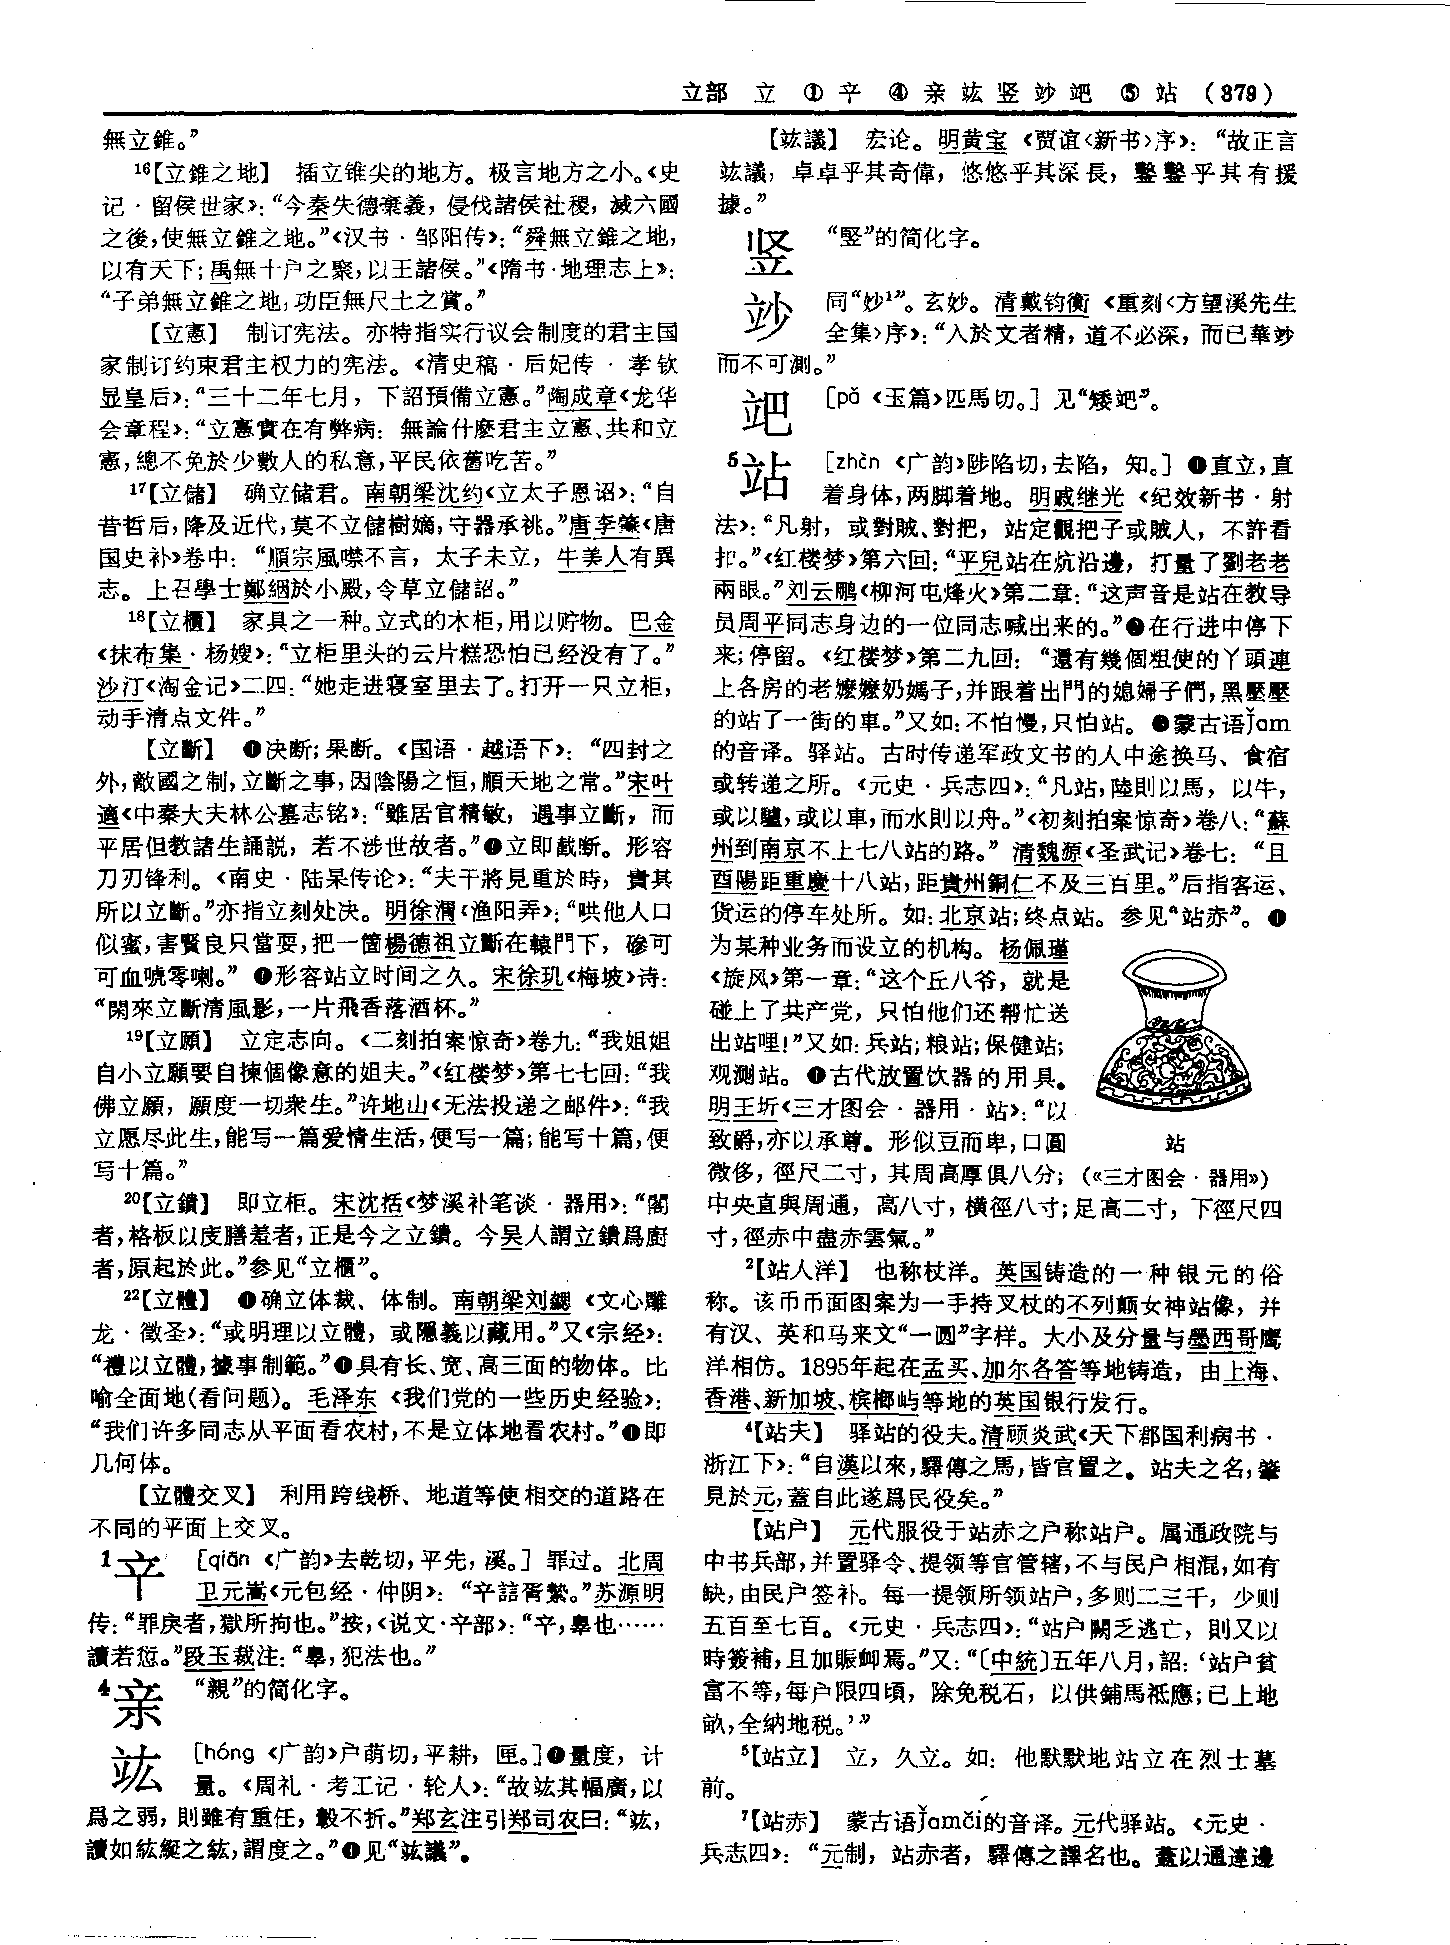 立部 立 ①䇂 ④亲竑竖竗䇑 ⑤站 (379)
無立錐。”
16【立錐之地】 插立锥尖的地方。极言地方之小。《史
记·留侯世家》：“今秦失德棄義，侵伐諸侯社稷，滅六國
之後，使無立錐之地。”《汉书·邹阳传》：“舜無立錐之地，
以有天下；禹無十户之聚，以王諸侯。”《隋书·地理志上》：
“子弟無立錐之地，功臣無尺土之賞。”
【立憲】 制订宪法。亦特指实行议会制度的君主国
家制订约束君主权力的宪法。《清史稿·后妃传·孝钦
显皇后》：“三十二年七月，下詔預備立憲。”陶成章《龙华
会章程》：“立憲實在有弊病：無論什麽君主立憲、共和立
憲，總不免於少數人的私意，平民依舊吃苦。”
17【立儲】 确立储君。南朝梁沈约《立太子恩诏》：“自
昔哲后，降及近代，莫不立儲樹嫡，守器承祧。”唐李肇《唐
国史补》卷中：“順宗風噤不言，太子未立，牛美人有異
志。上召學士鄭絪於小殿，令草立儲詔。”
18【立櫃】 家具之一种。立式的木柜，用以贮物。巴金
《抹布集·杨嫂》：“立柜里头的云片糕恐怕已经没有了。”
沙汀《淘金记》二四：“她走进寝室里去了。打开一只立柜，
动手清点文件。”
【立斷】 ❶决断；果断。《国语·越语下》：“四封之
外，敵國之制，立斷之事，因陰陽之恒，順天地之常。”宋叶
適《中秦大夫林公墓志铭》：“雖居官精敏，遇事立斷，而
平居但教諸生誦説，若不涉世故者。”❷立即截断。形容
刀刃锋利。《南史·陆杲传论》：“夫干將見重於時，貴其
所以立斷。”亦指立刻处决。明徐渭《渔阳弄》：“哄他人口
似蜜，害賢良只當耍，把一箇楊德祖立斷在轅門下，磣可
可血唬零喇。” ❸形容站立时间之久。宋徐玑《梅坡》诗：
“閑來立斷清風影，一片飛香落酒杯。”
19【立願】 立定志向。《二刻拍案惊奇》卷九：“我姐姐
自小立願要自揀個像意的姐夫。”《红楼梦》第七七回：“我
佛立願，願度一切衆生。”许地山《无法投递之邮件》：“我
立愿尽此生，能写一篇爱情生活，便写一篇；能写十篇，便
写十篇。”
20【立鐀】 即立柜。宋沈括《梦溪补笔谈·器用》：“閣
者，格板以庋膳羞者，正是今之立鐀。今吴人謂立鐀爲廚
者，原起於此。”参见“立櫃”。
22【立體】 ❶确立体裁、体制。南朝梁刘勰《文心雕
龙·徵圣》：“或明理以立體，或隱義以藏用。”又《宗经》：
“禮以立體，據事制範。”❷具有长、宽、高三面的物体。比
喻全面地(看问题)。毛泽东《我们党的一些历史经验》：
“我们许多同志从平面看农村，不是立体地看农村。”❸即
几何体。
【立體交叉】 利用跨线桥、地道等使相交的道路在
不同的平面上交叉。
1 䇂 [qiān 《广韵》去乾切，平先，溪。] 罪过。北周
卫元嵩《元包经·仲阴》：“䇂諳胥縶。”苏源明
传：“罪戾者，獄所拘也。”按，《说文·䇂部》：“䇂，辠也……
讀若愆。”段玉裁注：“辠，犯法也。”
4 亲 “親”的简化字。
竑 [hóng 《广韵》户萌切，平耕，匣。]❶量度，计
量。《周礼·考工记·轮人》：“故竑其輻廣，以
爲之弱，則雖有重任，轂不折。”郑玄注引郑司农曰：“竑，
讀如紘綖之紘，謂度之。”❷见“竑議”。
【竑議】 宏论。明黄宝《贾谊〈新书〉序》：“故正言
竑議，卓卓乎其奇偉，悠悠乎其深長，鑿鑿乎其有援
據。”
竖 “竪”的简化字。
竗 同“妙1”。玄妙。清戴钧衡《重刻〈方望溪先生
全集〉序》：“入於文者精，道不必深，而已華竗
而不可測。”
䇑 [pǎ 《玉篇》匹馬切。] 见“矮䇑”。
5 站 [zhàn 《广韵》陟陷切，去陷，知。] ❶直立，直
着身体，两脚着地。明戚继光《纪效新书·射
法》：“凡射，或對賊、對把，站定觀把子或賊人，不許看
扣。”《红楼梦》第六回：“平兒站在炕沿邊，打量了劉老老
兩眼。”刘云鹏《柳河屯烽火》第二章：“这声音是站在教导
员周平同志身边的一位同志喊出来的。”❷在行进中停下
来；停留。《红楼梦》第二九回：“還有幾個粗使的丫頭連
上各房的老嬷嬷奶媽子，并跟着出門的媳婦子們，黑壓壓
的站了一街的車。”又如：不怕慢，只怕站。 ❸蒙古语ǰam
的音译。驿站。古时传递军政文书的人中途换马、食宿
或转递之所。《元史·兵志四》：“凡站，陸則以馬，以牛，
或以驢，或以車，而水則以舟。”《初刻拍案惊奇》卷八：“蘇
州到南京不上七八站的路。” 清魏源《圣武记》卷七：“且
酉陽距重慶十八站，距貴州銅仁不及三百里。”后指客运、
货运的停车处所。如：北京站；终点站。参见“站赤”。❹
为某种业务而设立的机构。杨佩瑾
《旋风》第一章：“这个丘八爷，就是
碰上了共产党，只怕他们还帮忙送
出站哩！”又如：兵站；粮站；保健站；
观测站。 ❺古代放置饮器的用具。
明王圻《三才图会·器用·站》：“以
致爵，亦以承尊。形似豆而卑，口圓
微侈，徑尺二寸，其周高厚俱八分；
中央直與周通，高八寸，横徑八寸；足高二寸，下徑尺四
寸，徑赤中盡赤雲氣。”
站
(《三才图会·器用》)
2【站人洋】 也称杖洋。英国铸造的一种银元的俗
称。该币币面图案为一手持叉杖的不列颠女神站像，并
有汉、英和马来文“一圆”字样。大小及分量与墨西哥鹰
洋相仿。1895年起在孟买、加尔各答等地铸造，由上海、
香港、新加坡、槟榔屿等地的英国银行发行。
4【站夫】 驿站的役夫。清顾炎武《天下郡国利病书·
浙江下》：“自漢以來，驛傳之馬，皆官置之。站夫之名，肇
見於元，蓋自此遂爲民役矣。”
【站户】 元代服役于站赤之户称站户。属通政院与
中书兵部，并置驿令、提领等官管辖，不与民户相混，如有
缺，由民户签补。每一提领所领站户，多则二三千，少则
五百至七百。《元史·兵志四》：“站户闕乏逃亡，則又以
時簽補，且加賑卹焉。”又：“〔中統〕五年八月，詔：‘站户貧
富不等，每户限四頃，除免税石，以供鋪馬祗應；已上地
畝，全納地税。’”
5【站立】 立，久立。如：他默默地站立在烈士墓
前。
7【站赤】 蒙古语ǰamči的音译。元代驿站。《元史·
兵志四》：“元制，站赤者，驛傳之譯名也。蓋以通達邊